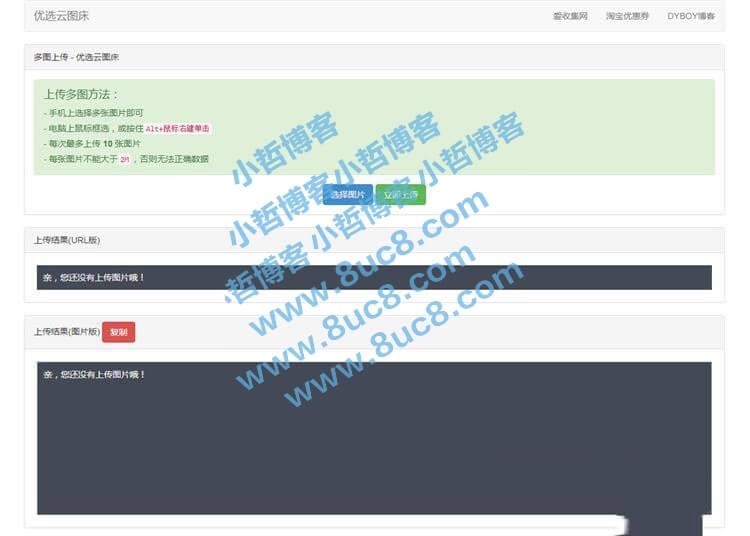 优选云图床 爱收集网 淘宝优惠券 DYBOY博客
多图上传 - 优选云图床
上传多图方法：
- 手机上选择多张图片即可
- 电脑上鼠标框选，或按住 Alt+鼠标右键单击
- 每次最多上传 10 张图片
- 每张图片不能大于 2M，否则无法正确数据
选择图片 立即上传
上传结果(URL版)
亲，您还没有上传图片哦！
上传结果(图片版) 复制
亲，您还没有上传图片哦！
小哲博客小哲博客小哲博客
小哲博客小哲博客
小哲博客
www.8uc8.com
www.8uc8.com
www.8uc8.com